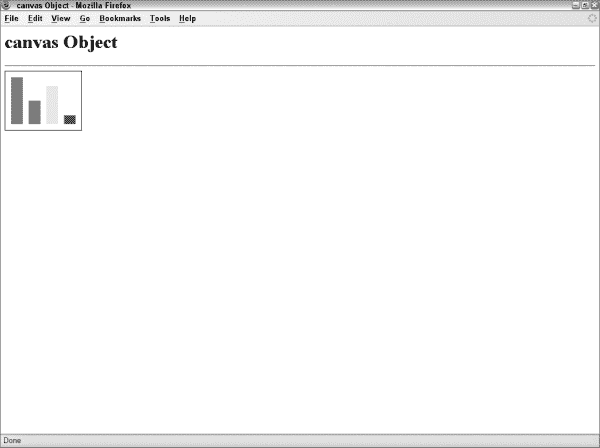 canvas Object - Mozilla Firefox
File Edit View Go Bookmarks Tools Help
canvas Object
Done